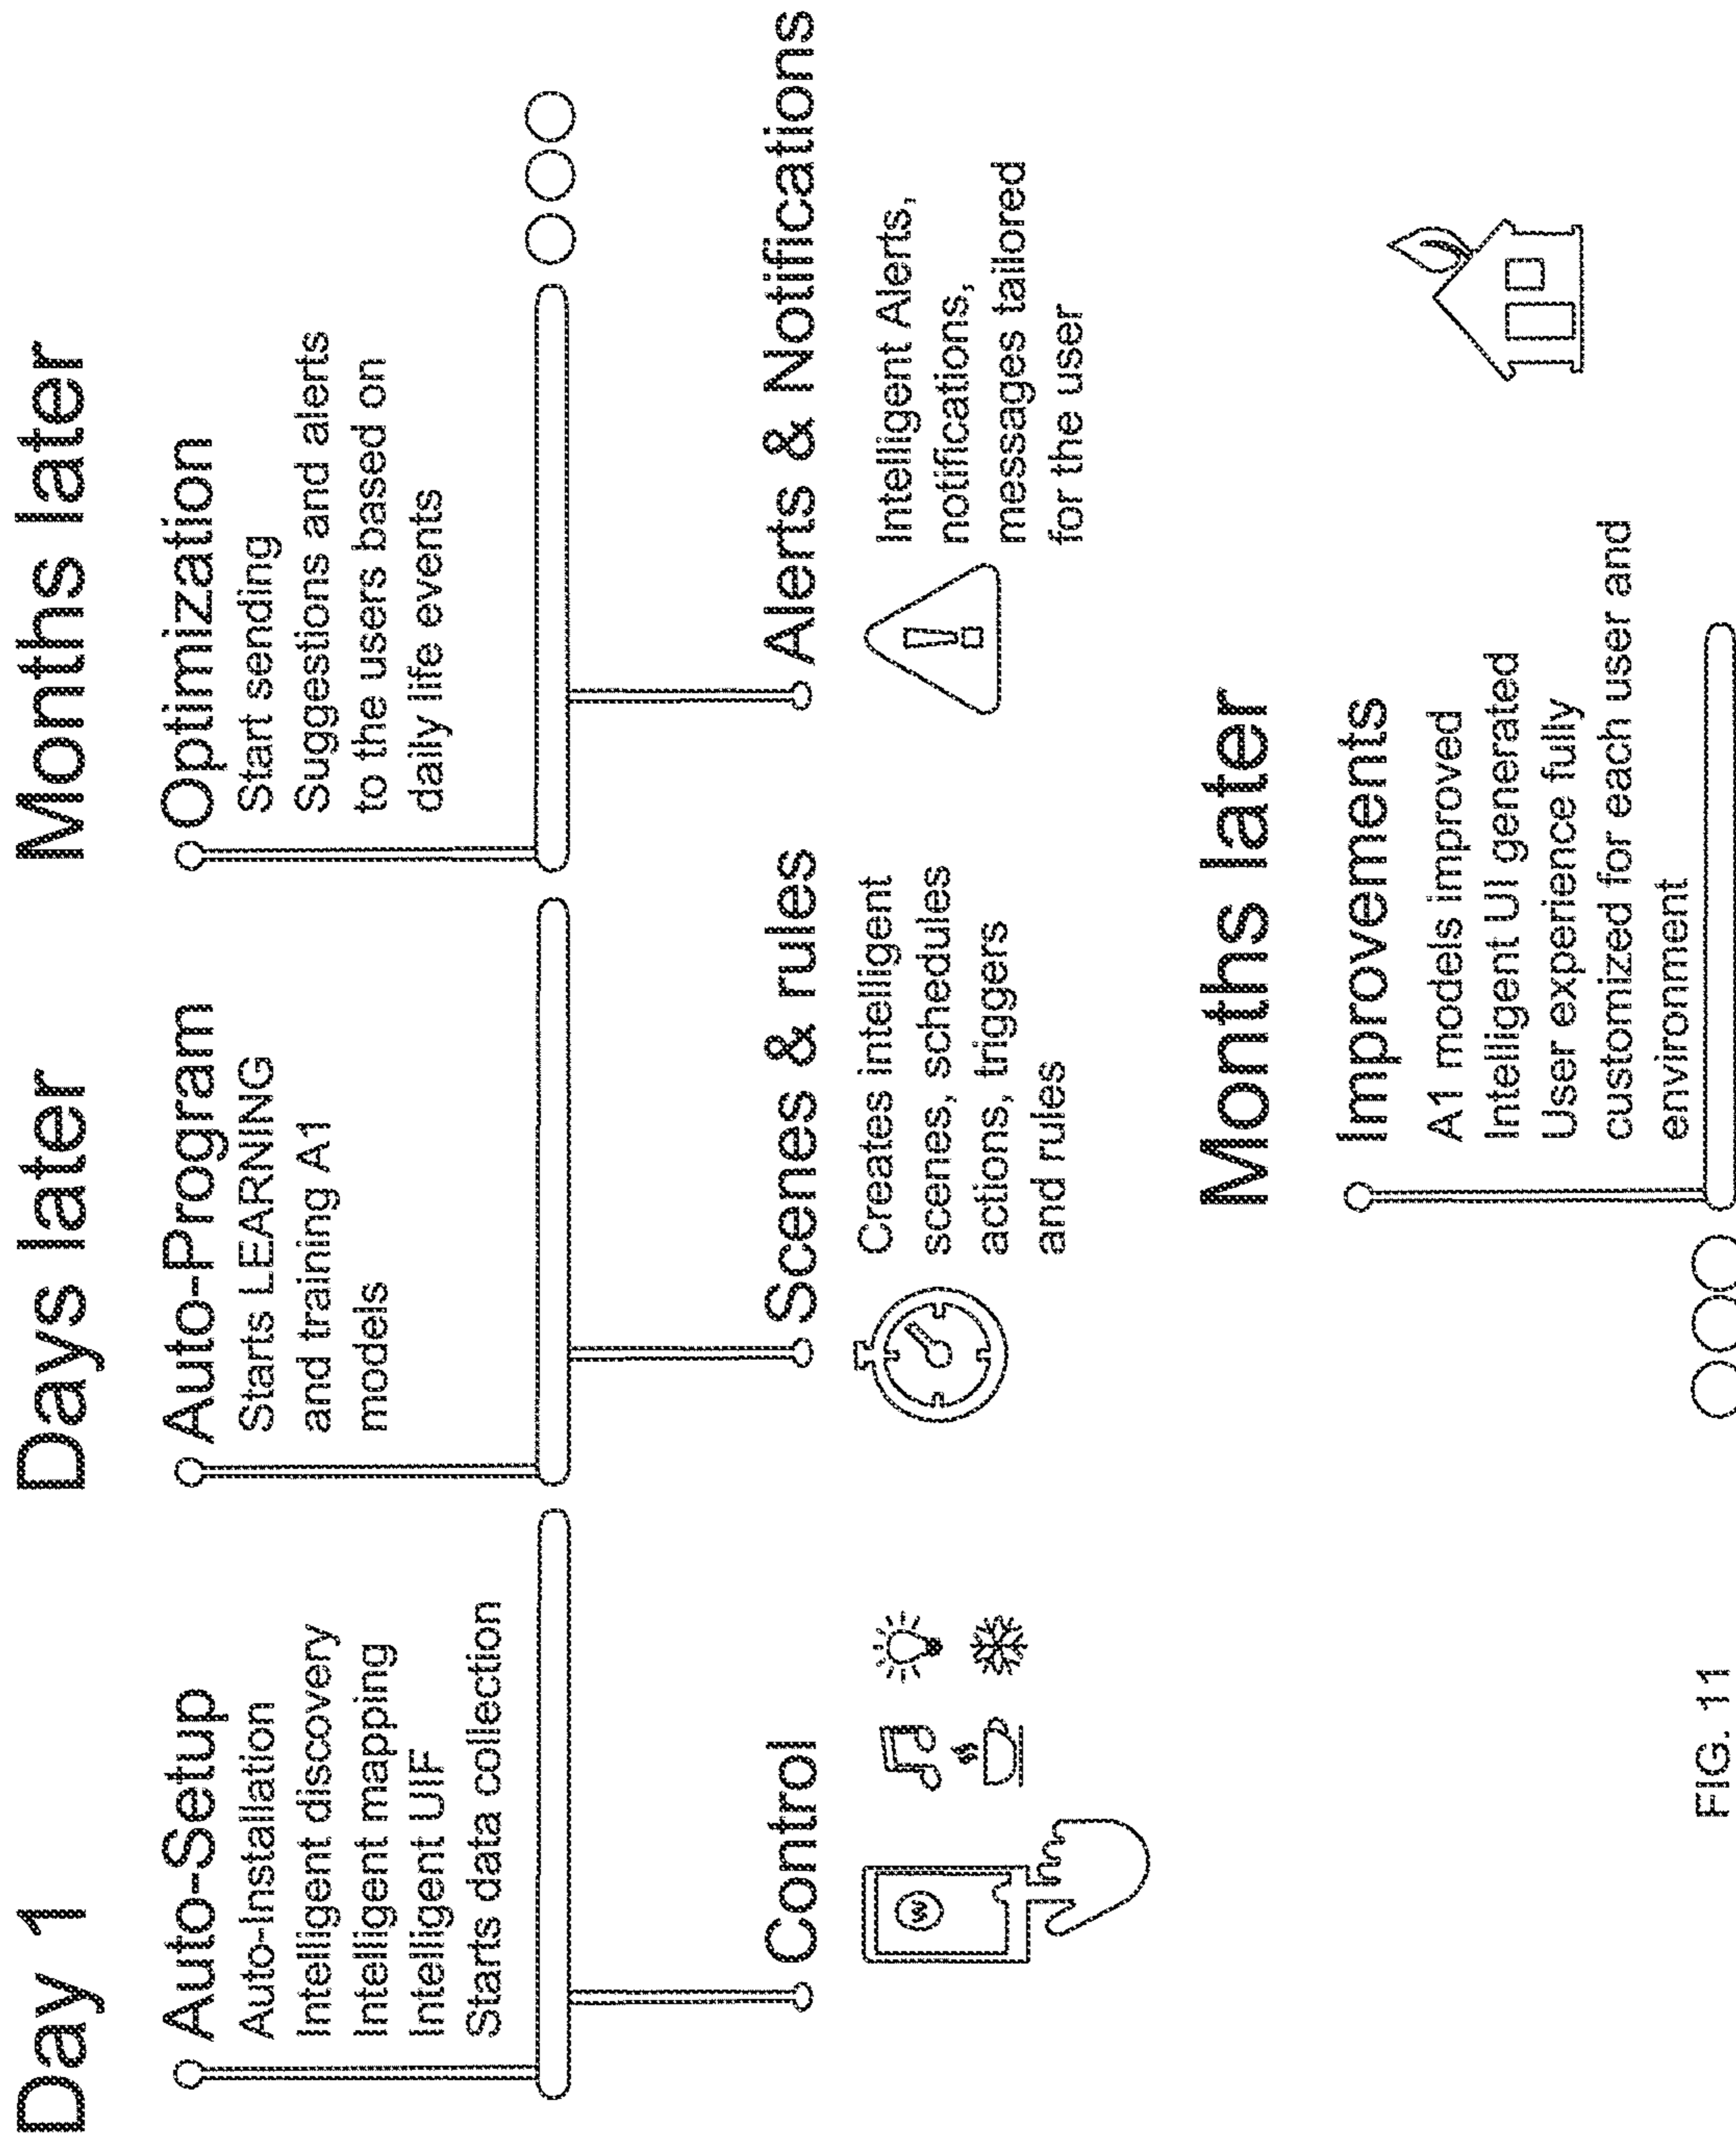 Day 1
Auto-Setup
Auto-Installation
Intelligent discovery
Intelligent mapping
Intelligent UIF
Starts data collection
Control
Days later
Auto-Program
Starts LEARNING
and training A1
models
Scenes & rules
Creates intelligent
scenes, schedules
actions, triggers
and rules
Months later
Optimization
Start sending
Suggestions and alerts
to the users based on
daily life events
Alerts & Notifications
Intelligent Alerts,
notifications,
messages tailored
for the user
Months later
Improvements
A1 models improved
Intelligent UI generated
User experience fully
customized for each user and
environment
FIG. 11